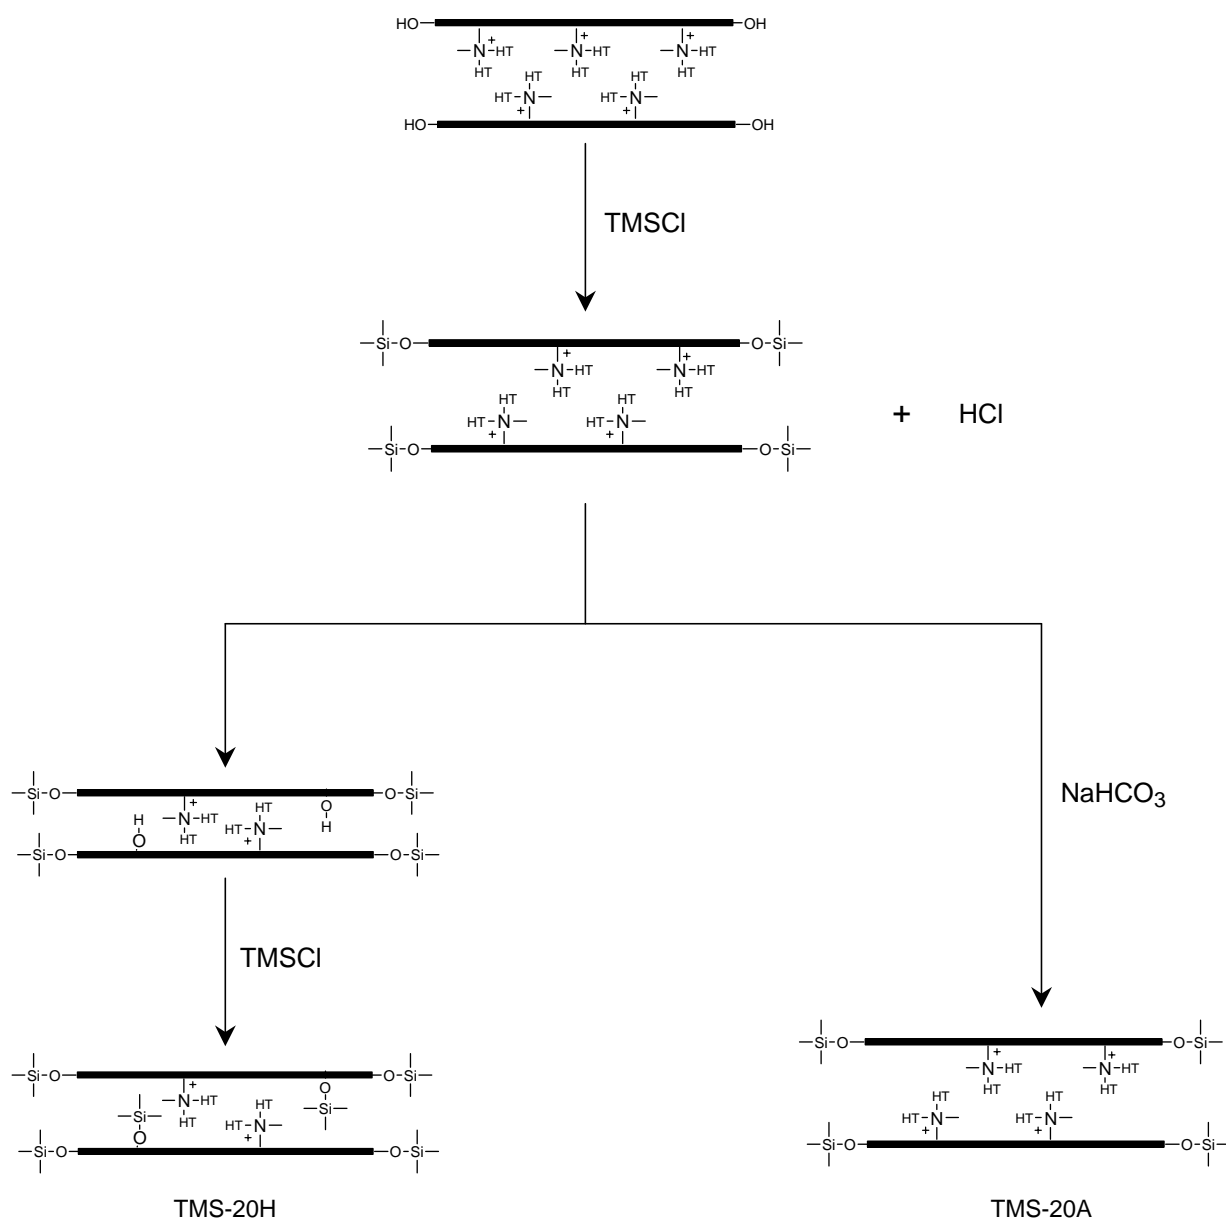 HO OH
+ + +
N HT N HT N HT
HT HT HT
HT HT
HT N HT N
+ +
HO OH
TMSCl
Si O O Si
+ +
N HT N HT
HT HT
HT HT
HT N HT N
+ +
Si O O Si
+ HCl
Si O O Si
+
N HT
HT
HT
HT N
+
O
H
H
O
Si O O Si
NaHCO3
TMSCl
Si O O Si
+
N HT
HT
HT
HT N
+
O
Si
Si
O
Si O O Si
TMS-20H
Si O O Si
+ +
N HT N HT
HT HT
HT HT
HT N HT N
+ +
Si O O Si
TMS-20A